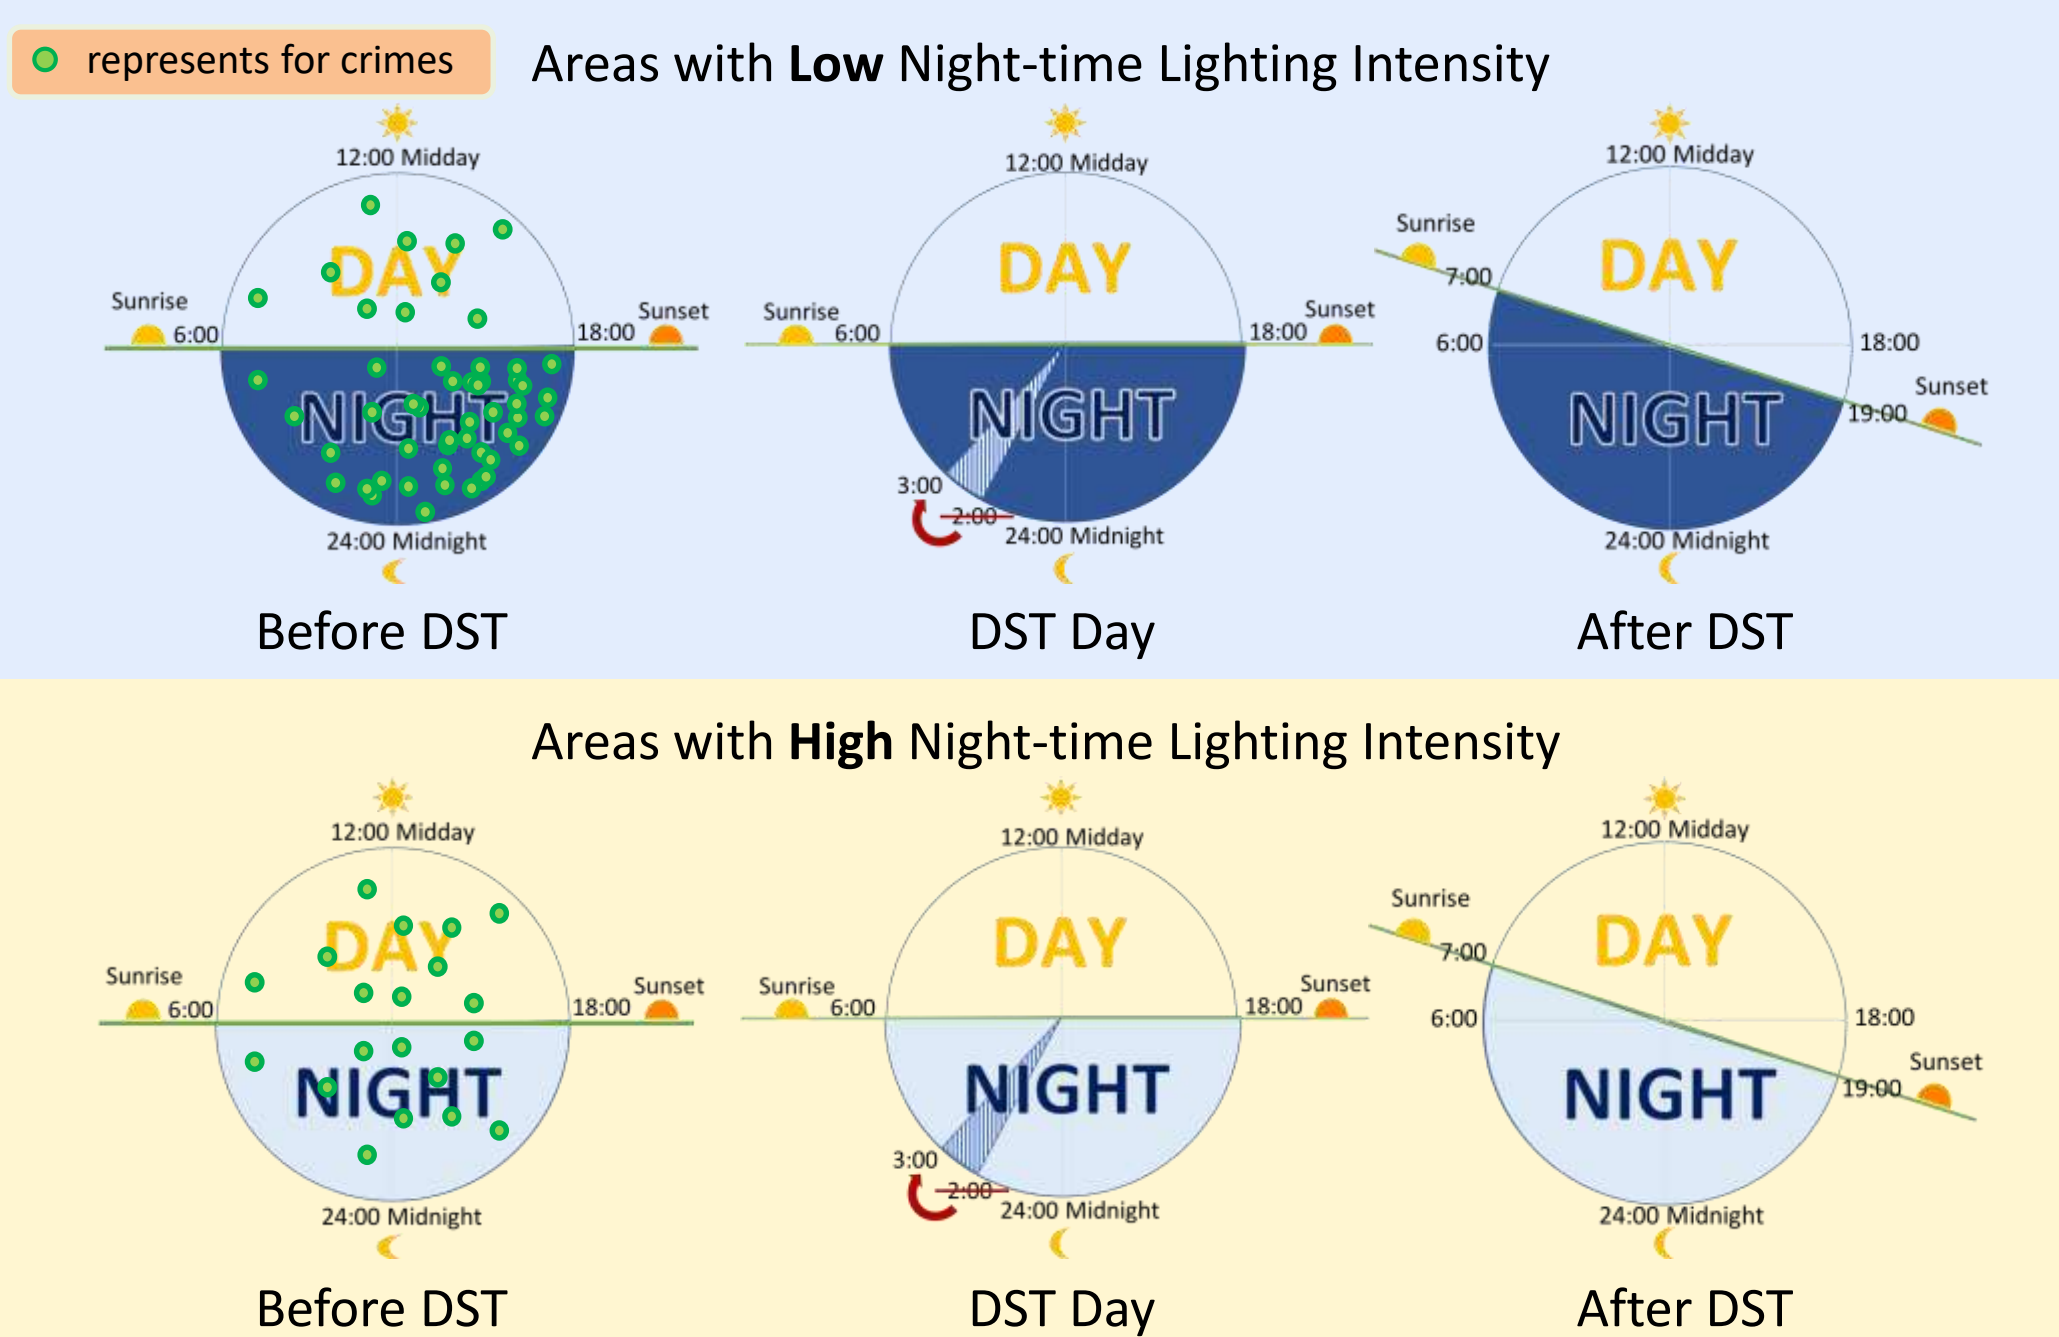 represents for crimes
Areas with Low Night-time Lighting Intensity
12:00 Midday
DAY
Sunrise
6:00
18:00
Sunset
NIGHT
24:00 Midnight
Before DST
12:00 Midday
DAY
Sunrise
6:00
18:00
Sunset
NIGHT
3:00
2:00
24:00 Midnight
DST Day
12:00 Midday
Sunrise
7:00
DAY
6:00
18:00
Sunset
19:00
NIGHT
24:00 Midnight
After DST
Areas with High Night-time Lighting Intensity
12:00 Midday
DAY
Sunrise
6:00
18:00
Sunset
NIGHT
24:00 Midnight
Before DST
12:00 Midday
DAY
Sunrise
6:00
18:00
Sunset
NIGHT
3:00
2:00
24:00 Midnight
DST Day
12:00 Midday
Sunrise
7:00
DAY
6:00
18:00
Sunset
19:00
NIGHT
24:00 Midnight
After DST